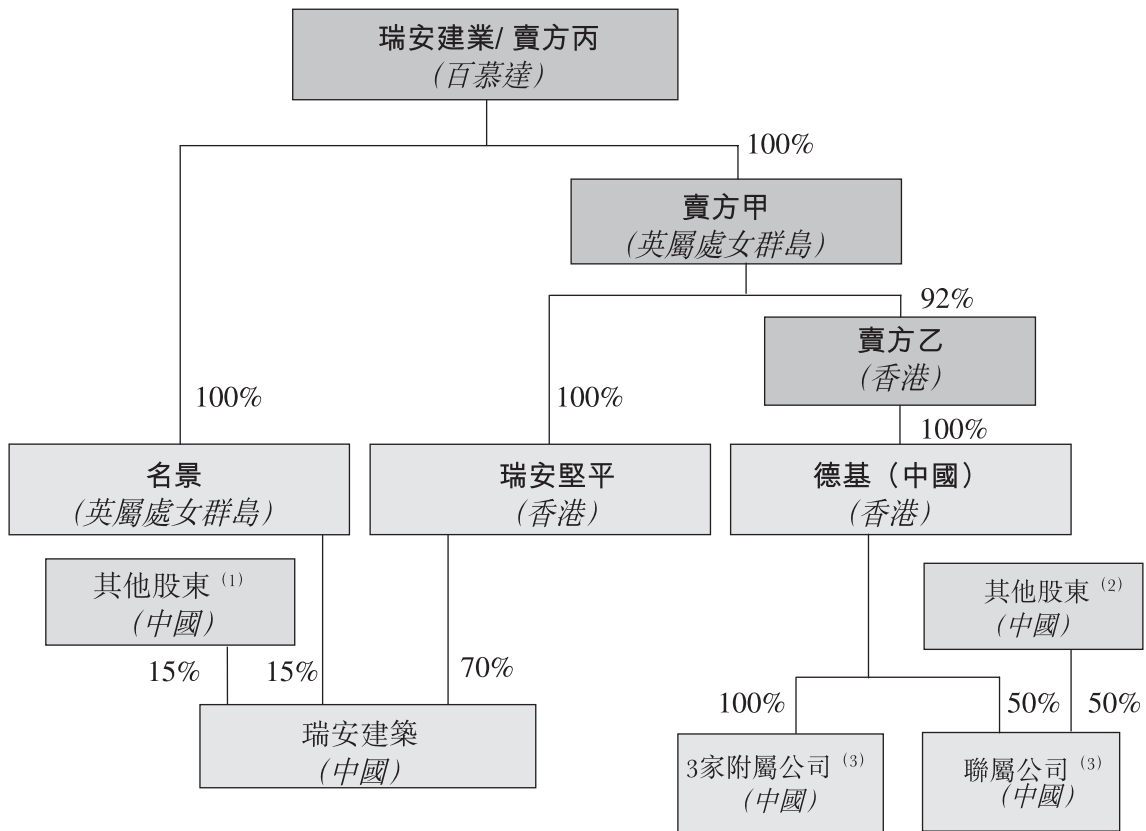 瑞安建業/ 賣方丙
(百慕達)
100%
賣方甲
(英屬處女群島)
92%
賣方乙
(香港)
100%
100%
100%
名景
(英屬處女群島)
瑞安堅平
(香港)
德基（中國）
(香港)
其他股東 (1)
(中國)
其他股東 (2)
(中國)
15%
15%
70%
100%
50%
50%
瑞安建築
(中國)
3家附屬公司 (3)
(中國)
聯屬公司 (3)
(中國)